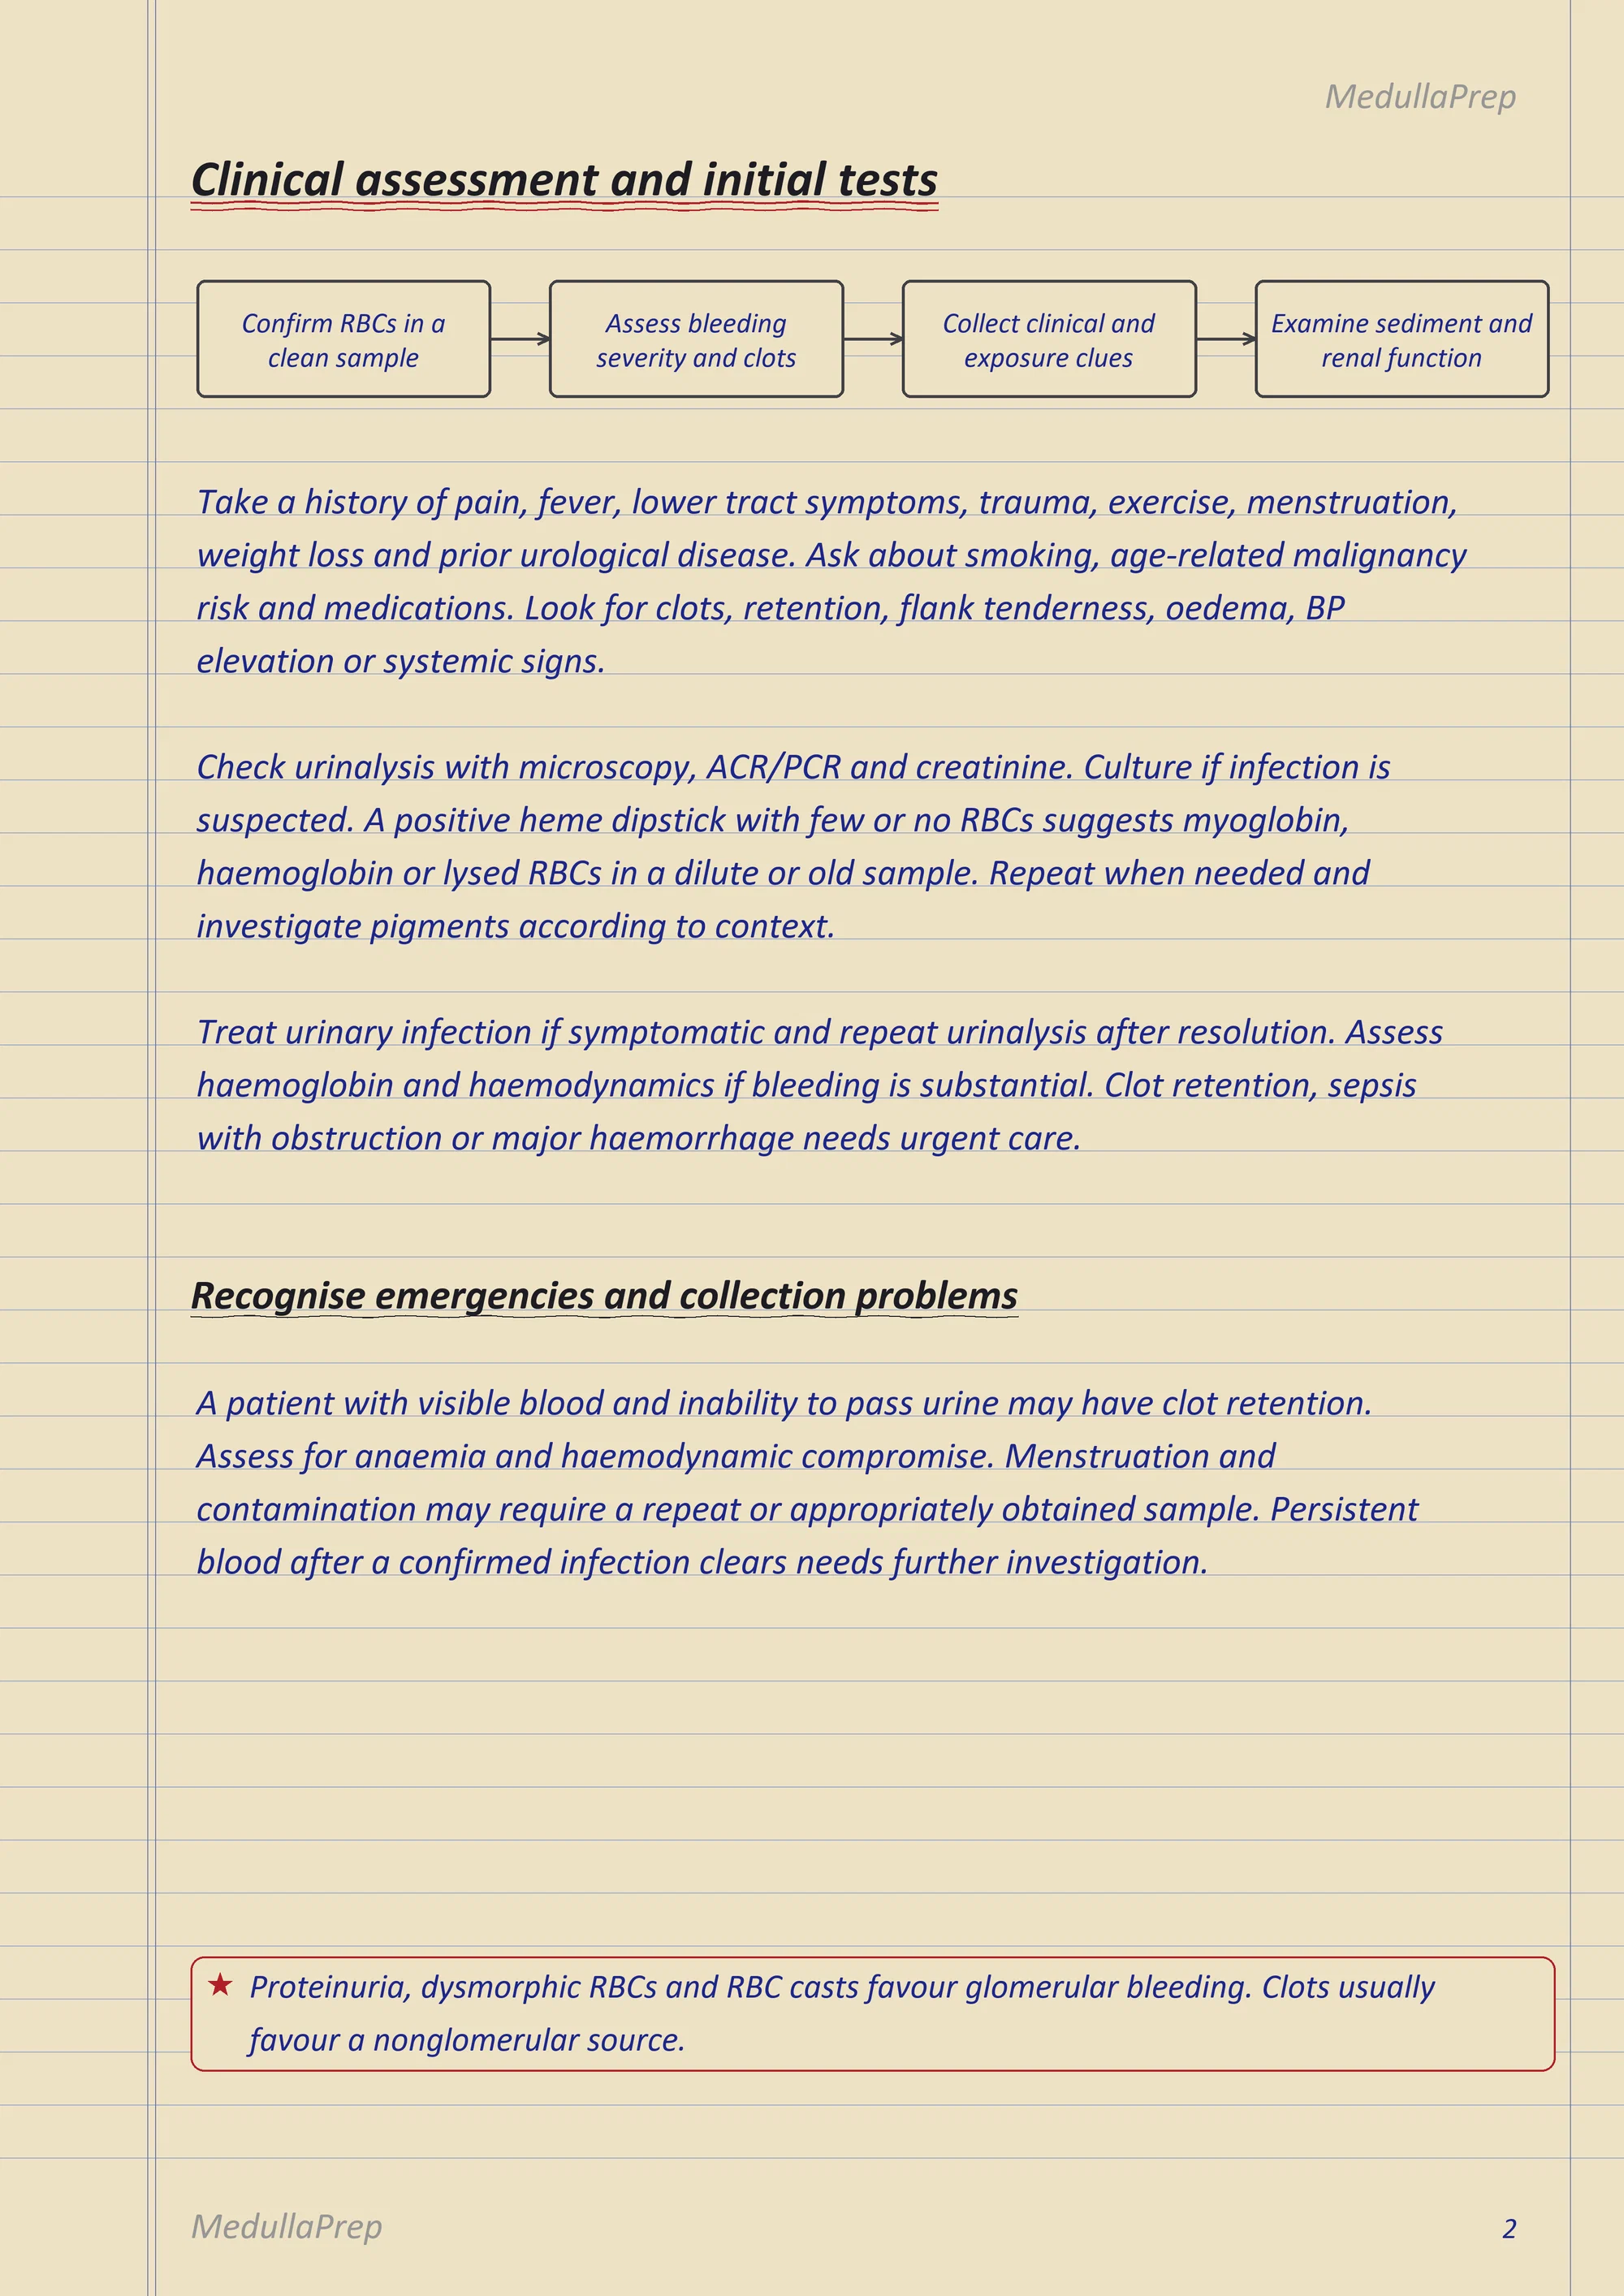 MedullaPrep
Clinical assessment and initial tests
Confirm RBCs in a
clean sample
Assess bleeding
severity and clots
Collect clinical and
exposure clues
Examine sediment and
renal function
Take a history of pain, fever, lower tract symptoms, trauma, exercise, menstruation,
weight loss and prior urological disease. Ask about smoking, age-related malignancy
risk and medications. Look for clots, retention, flank tenderness, oedema, BP
elevation or systemic signs.
Check urinalysis with microscopy, ACR/PCR and creatinine. Culture if infection is
suspected. A positive heme dipstick with few or no RBCs suggests myoglobin,
haemoglobin or lysed RBCs in a dilute or old sample. Repeat when needed and
investigate pigments according to context.
Treat urinary infection if symptomatic and repeat urinalysis after resolution. Assess
haemoglobin and haemodynamics if bleeding is substantial. Clot retention, sepsis
with obstruction or major haemorrhage needs urgent care.
Recognise emergencies and collection problems
A patient with visible blood and inability to pass urine may have clot retention.
Assess for anaemia and haemodynamic compromise. Menstruation and
contamination may require a repeat or appropriately obtained sample. Persistent
blood after a confirmed infection clears needs further investigation.
★ Proteinuria, dysmorphic RBCs and RBC casts favour glomerular bleeding. Clots usually
favour a nonglomerular source.
MedullaPrep
2